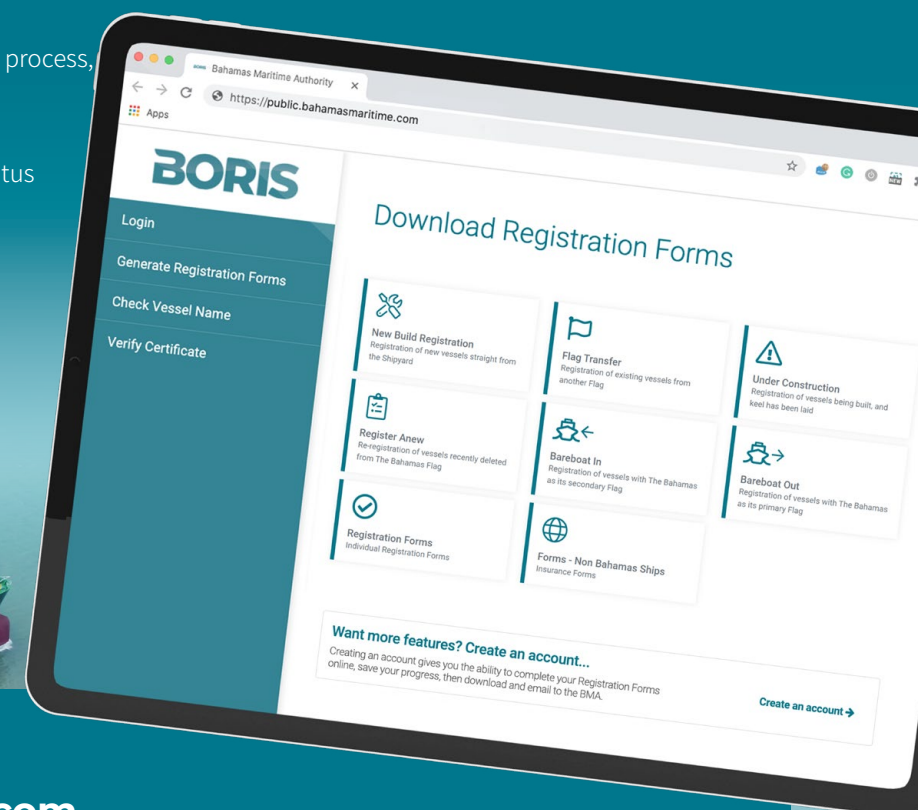 process,
tus
Bahamas Maritime Authority
https://public.bahamasmaritime.com
Apps
BORIS
Login
Generate Registration Forms
Check Vessel Name
Verify Certificate
Download Registration Forms
New Build Registration
Registration of new vessels straight from
the Shipyard
Flag Transfer
Registration of existing vessels from
another Flag
Under Construction
Registration of vessels being built, and
keel has been laid
Register Anew
Re-registration of vessels recently deleted
from The Bahamas Flag
Bareboat In
Registration of vessels with The Bahamas
as its secondary Flag
Bareboat Out
Registration of vessels with The Bahamas
as its primary Flag
Registration Forms
Individual Registration Forms
Forms - Non Bahamas Ships
Insurance Forms
Want more features? Create an account...
Creating an account gives you the ability to complete your Registration Forms
online, save your progress, then download and email to the BMA.
Create an account →
.com